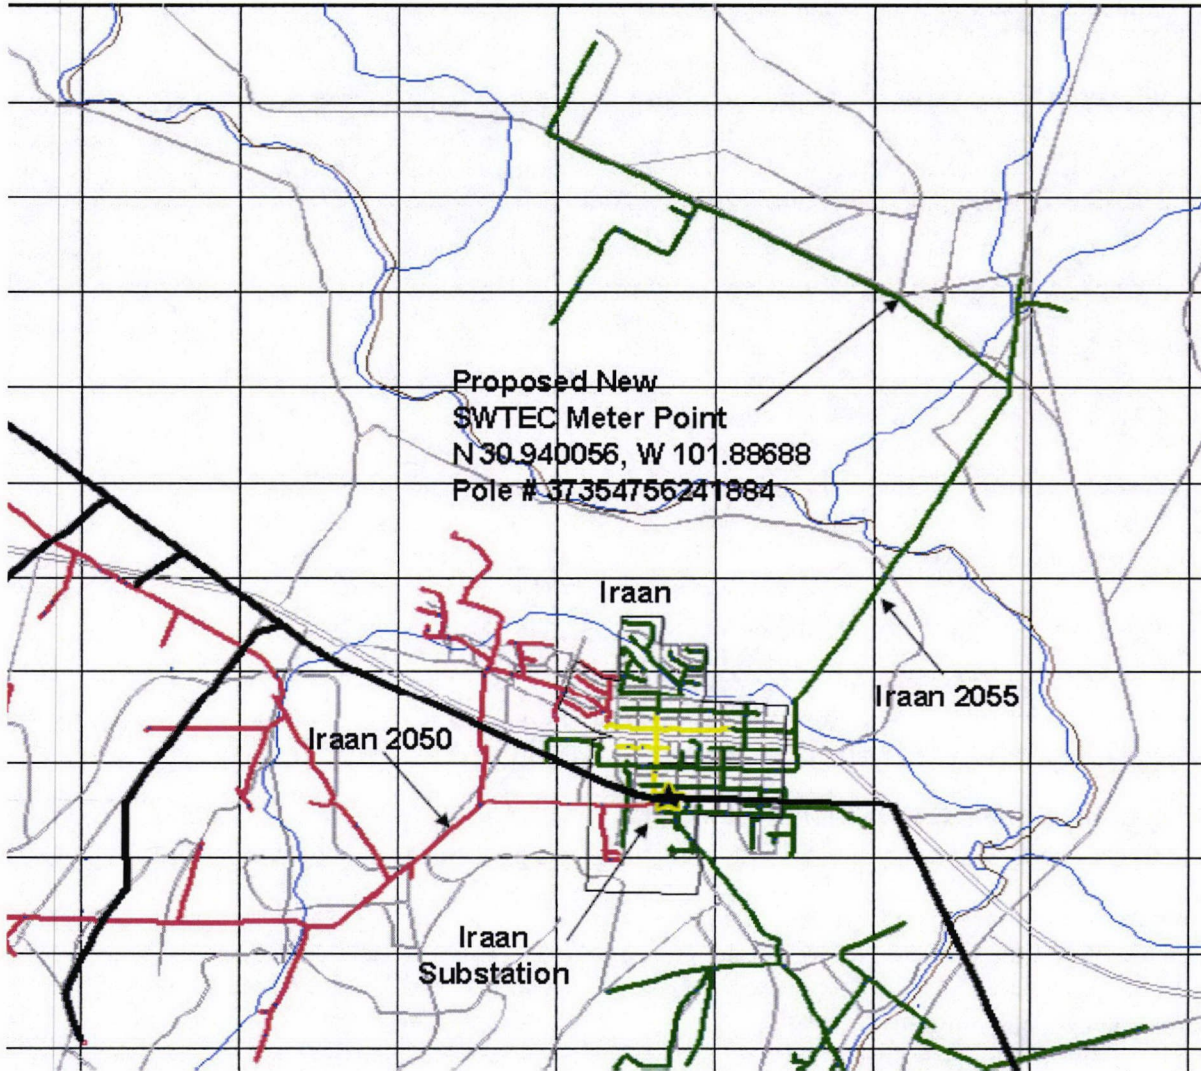 Proposed New
SWTEC Meter Point
N 30.940056, W 101.88688
Pole # 37354756241884
Iraan
Iraan 2055
Iraan 2050
Iraan
Substation